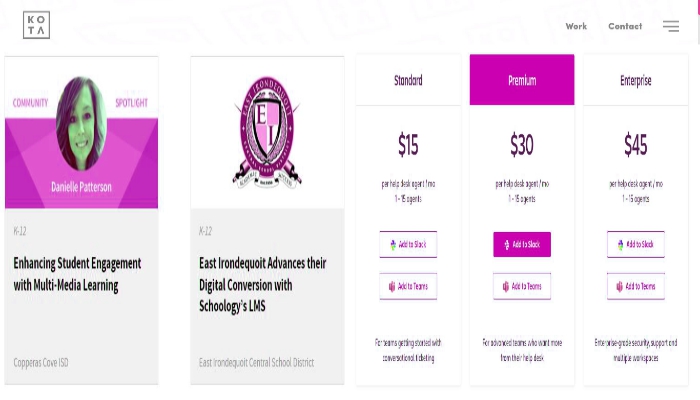 KO
TA
Work
Contact
COMMUNITY
SPOTLIGHT
Danielle Patterson
K-12
Enhancing Student Engagement
with Multi-Media Learning
Copperas Cove ISD
EAST IRONDEQUOIT
E
I
K-12
East Irondequoit Advances their
Digital Conversion with
Schoology's LMS
East Irondequoit Central School District
Standard
$15
per help desk agent / mo
1 - 15 agents
Add to Slack
Add to Teams
For teams getting started with
conversational ticketing
Premium
$30
per help desk agent / mo
1 - 15 agents
Add to Slack
Add to Teams
For advanced teams who want more
from their help desk
Enterprise
$45
per help desk agent / mo
1 - 15 agents
Add to Slack
Add to Teams
Enterprise-grade security, support and
multiple workspaces